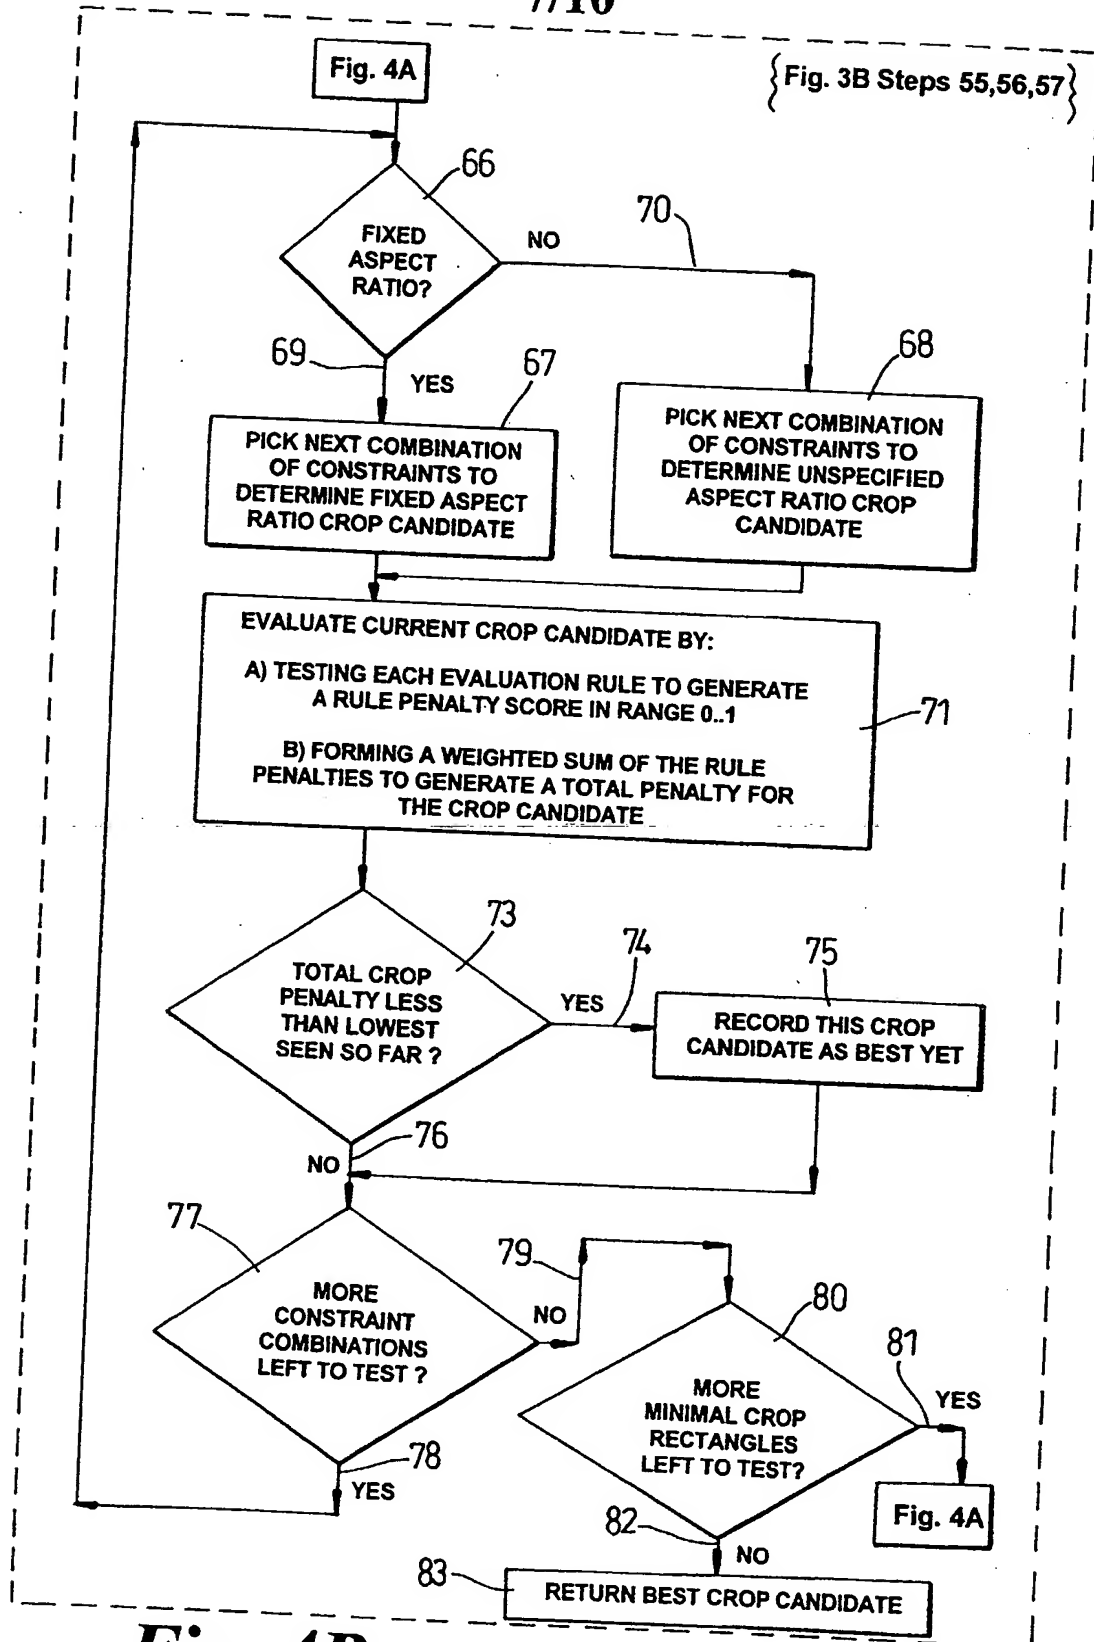 7/10
Fig. 4A
{Fig. 3B Steps 55,56,57}
66
FIXED
ASPECT
RATIO?
NO
70
69
YES
67
68
PICK NEXT COMBINATION
OF CONSTRAINTS TO
DETERMINE FIXED ASPECT
RATIO CROP CANDIDATE
PICK NEXT COMBINATION
OF CONSTRAINTS TO
DETERMINE UNSPECIFIED
ASPECT RATIO CROP
CANDIDATE
EVALUATE CURRENT CROP CANDIDATE BY:
A) TESTING EACH EVALUATION RULE TO GENERATE
A RULE PENALTY SCORE IN RANGE 0..1
B) FORMING A WEIGHTED SUM OF THE RULE
PENALTIES TO GENERATE A TOTAL PENALTY FOR
THE CROP CANDIDATE
71
73
TOTAL CROP
PENALTY LESS
THAN LOWEST
SEEN SO FAR ?
YES
74
75
RECORD THIS CROP
CANDIDATE AS BEST YET
76
NO
77
MORE
CONSTRAINT
COMBINATIONS
LEFT TO TEST ?
79
NO
78
YES
80
MORE
MINIMAL CROP
RECTANGLES
LEFT TO TEST?
81
YES
Fig. 4A
82
NO
83
RETURN BEST CROP CANDIDATE